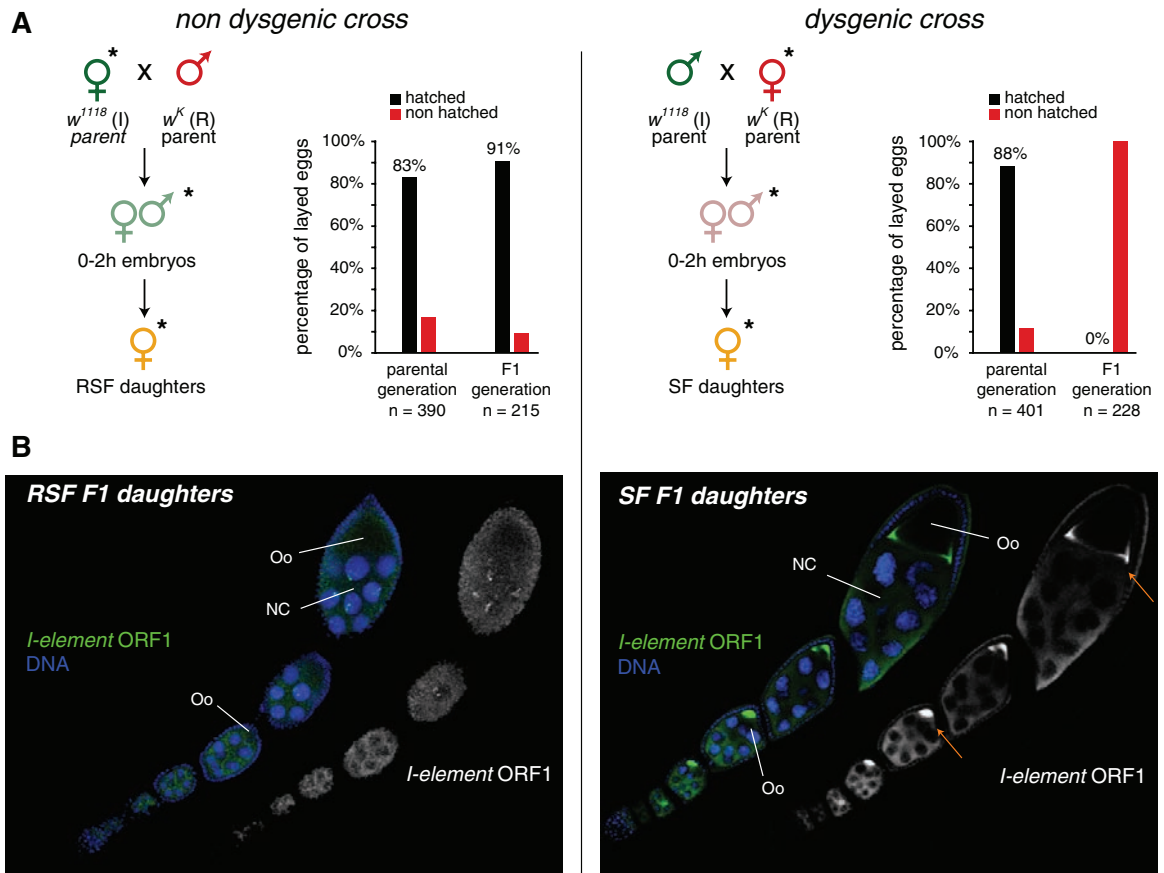 A
non dysgenic cross
* X
w1118 (I) parent
wK (R) parent
*
0-2h embryos
*
RSF daughters
hatched
non hatched
percentage of layed eggs
100%
80%
60%
40%
20%
0%
83%
91%
parental generation n = 390
F1 generation n = 215
dysgenic cross
X *
w1118 (I) parent
wK (R) parent
*
0-2h embryos
*
SF daughters
hatched
non hatched
percentage of layed eggs
100%
80%
60%
40%
20%
0%
88%
0%
parental generation n = 401
F1 generation n = 228
B
RSF F1 daughters
Oo
NC
I-element ORF1
DNA
Oo
I-element ORF1
SF F1 daughters
Oo
NC
I-element ORF1
DNA
Oo
I-element ORF1